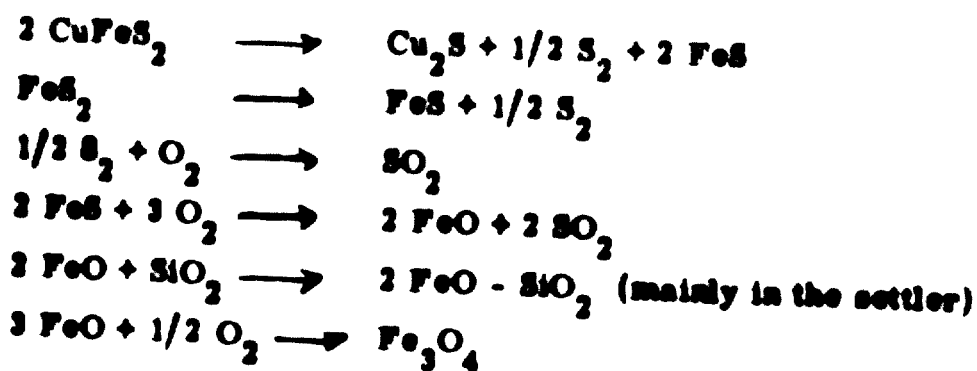 2 CuFeS₂ ⟶ Cu₂S + 1/2 S₂ + 2 FeS
FeS₂ ⟶ FeS + 1/2 S₂
1/2 S₂ + O₂ ⟶ SO₂
2 FeS + 3 O₂ ⟶ 2 FeO + 2 SO₂
2 FeO + SiO₂ ⟶ 2 FeO - SiO₂ (mainly in the settler)
3 FeO + 1/2 O₂ ⟶ Fe₃O₄